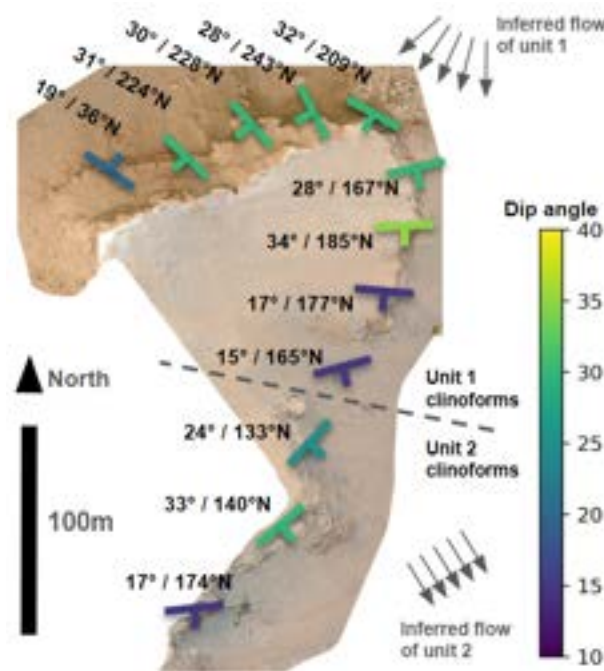 32° / 209°N
28° / 243°N
30° / 228°N
31° / 224°N
19° / 36°N
Inferred flow
of unit 1
28° / 167°N
34° / 185°N
17° / 177°N
15° / 165°N
Unit 1
clinoforms
Unit 2
clinoforms
North
24° / 133°N
33° / 140°N
100m
17° / 174°N
Inferred flow
of unit 2
Dip angle
40
35
30
25
20
15
10